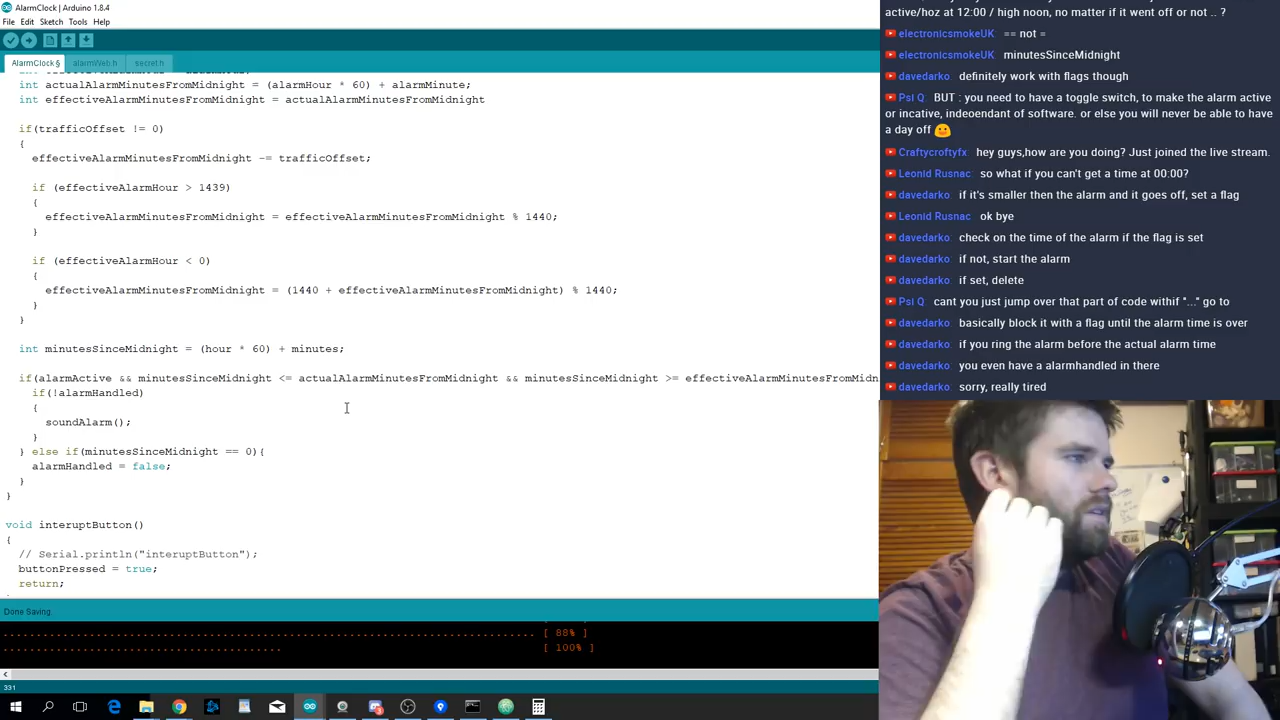 AlarmClock | Arduino 1.8.4
File Edit Sketch Tools Help
AlarmClock § alarmWeb.h secret.h
int actualAlarmMinutesFromMidnight = (alarmHour * 60) + alarmMinute;
int effectiveAlarmMinutesFromMidnight = actualAlarmMinutesFromMidnight
if(trafficOffset != 0)
{
effectiveAlarmMinutesFromMidnight -= trafficOffset;
if (effectiveAlarmHour > 1439)
{
effectiveAlarmMinutesFromMidnight = effectiveAlarmMinutesFromMidnight % 1440;
}
if (effectiveAlarmHour < 0)
{
effectiveAlarmMinutesFromMidnight = (1440 + effectiveAlarmMinutesFromMidnight) % 1440;
}
}
int minutesSinceMidnight = (hour * 60) + minutes;
if(alarmActive && minutesSinceMidnight <= actualAlarmMinutesFromMidnight && minutesSinceMidnight >= effectiveAlarmMinutesFromMidn
if(!alarmHandled)
{
soundAlarm();
}
} else if(minutesSinceMidnight == 0){
alarmHandled = false;
}
}
void interuptButton()
{
// Serial.println("interuptButton");
buttonPressed = true;
return;
Done Saving.
[ 88% ]
[ 100% ]
331
active/hoz at 12:00 / high noon, no matter if it went off or not .. ?
electronicsmokeUK == not =
electronicsmokeUK minutesSinceMidnight
davedarko: definitely work with flags though
Psi Q: BUT : you need to have a toggle switch, to make the alarm active
or incative, indeoendant of software. or else you will never be able to have
a day off
Craftycroftyfx: hey guys,how are you doing? Just joined the live stream.
Leonid Rusnac: so what if you can't get a time at 00:00?
davedarko: if it's smaller then the alarm and it goes off, set a flag
Leonid Rusnac: ok bye
davedarko: check on the time of the alarm if the flag is set
davedarko: if not, start the alarm
davedarko: if set, delete
Psi Q: cant you just jump over that part of code withif "..." go to
davedarko: basically block it with a flag until the alarm time is over
davedarko: if you ring the alarm before the actual alarm time
davedarko: you even have a alarmhandled in there
davedarko: sorry, really tired